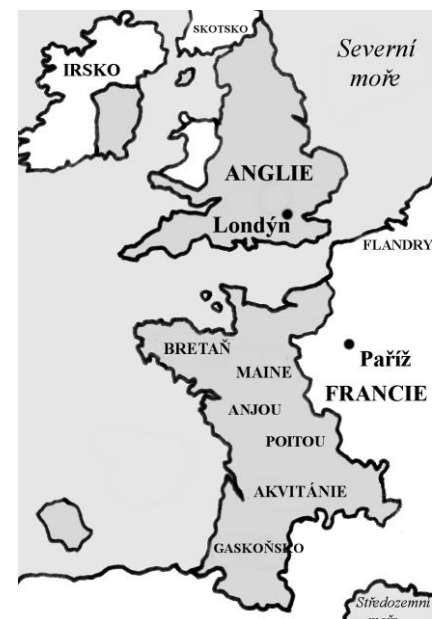 SKOTSKO
Severní
moře
IRSKO
ANGLIE
Londýn
FLANDRY
BRETAŇ
Paříž
MAINE
FRANCIE
ANJOU
POITOU
AKVITÁNIE
GASKOŇSKO
Středozemní